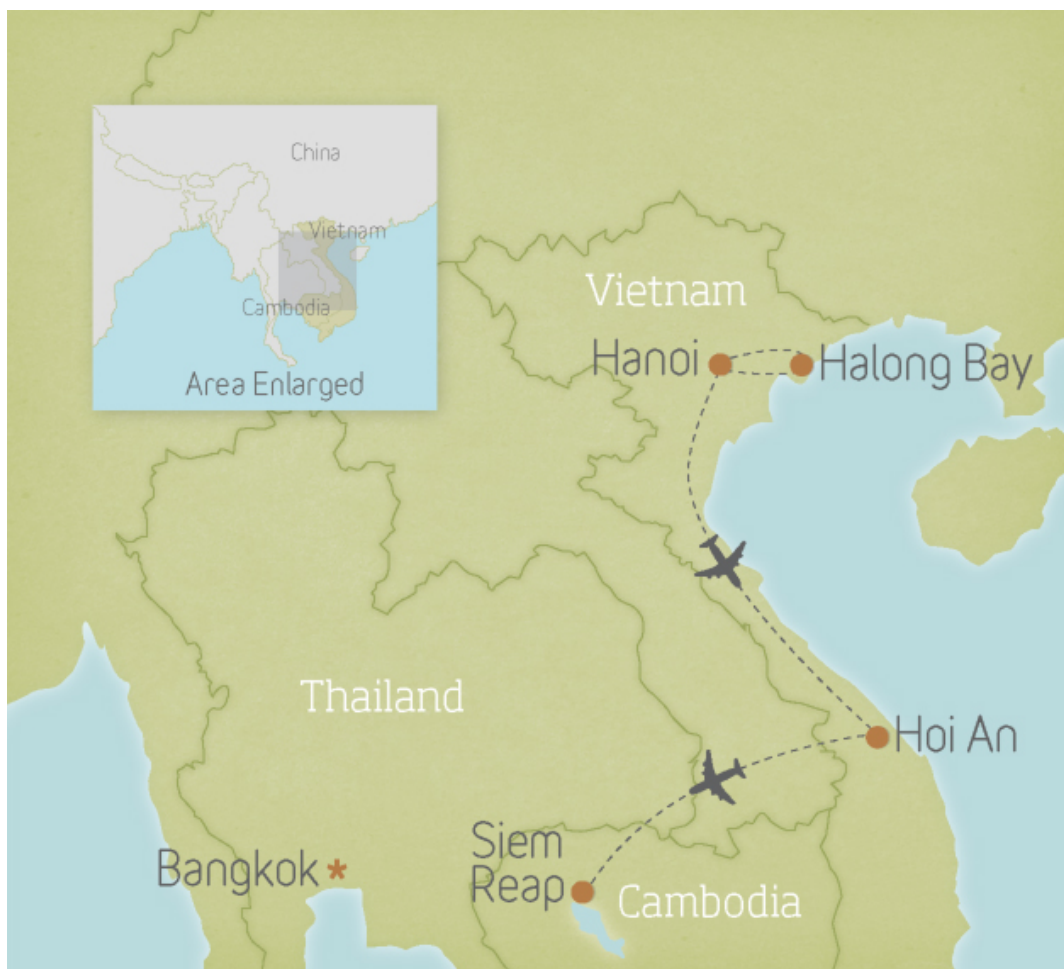 China
Vietnam
Cambodia
Area Enlarged
Vietnam
Hanoi
Halong Bay
Thailand
Hoi An
Siem
Reap
Bangkok *
Cambodia